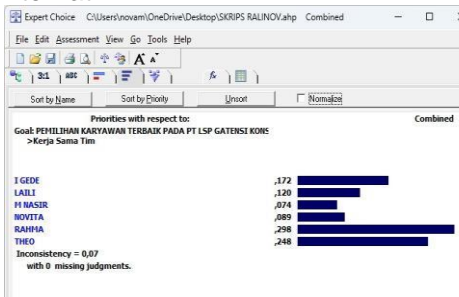 Expert Choice C:\Users\novam\OneDrive\Desktop\SKRIPS RALINOV.ahp Combined
File Edit Assessment View Go Tools Help
3:1 ABC
Sort by Name Sort by Priority Unsort Normalize
Priorities with respect to: Combined
Goal: PEMILIHAN KARYAWAN TERBAIK PADA PT LSP GATENSI KONS
>Kerja Sama Tim
I GEDE ,172
LAILI ,120
M NASIR ,074
NOVITA ,089
RAHMA ,298
THEO ,248
Inconsistency = 0,07
with 0 missing judgments.